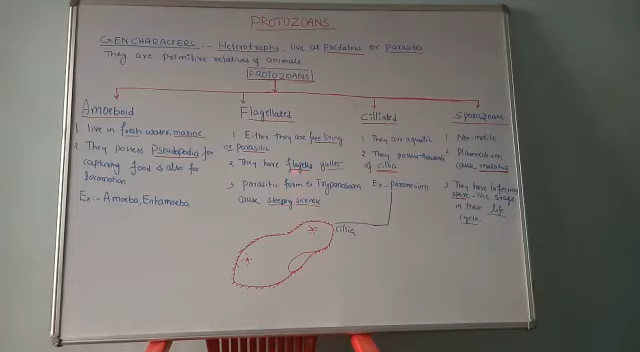 PROTOZOANS
GEN CHARACTERS :- Heterotrophs, live as predators or parasites
They are primitive relatives of animals
PROTOZOANS
Amoeboid
1 live in fresh water, marine
2 They possess Pseudopodia for
capturing food & also for
locomotion
Ex:- Amoeba, Entamoeba
Flagellated
1 Either they are free living
or parasitic
2 They have flagella
3 parasitic form ex Trypanosoma
cause sleeping sickness
Ciliated
1 They are aquatic
2 They possess thousands
of cilia
Ex:- paramoecium
cilia
Sporozoans
1 Non-motile
2 Plasmodium
cause malaria
3 They have infectious
spore-like stage
in their life
cycle.